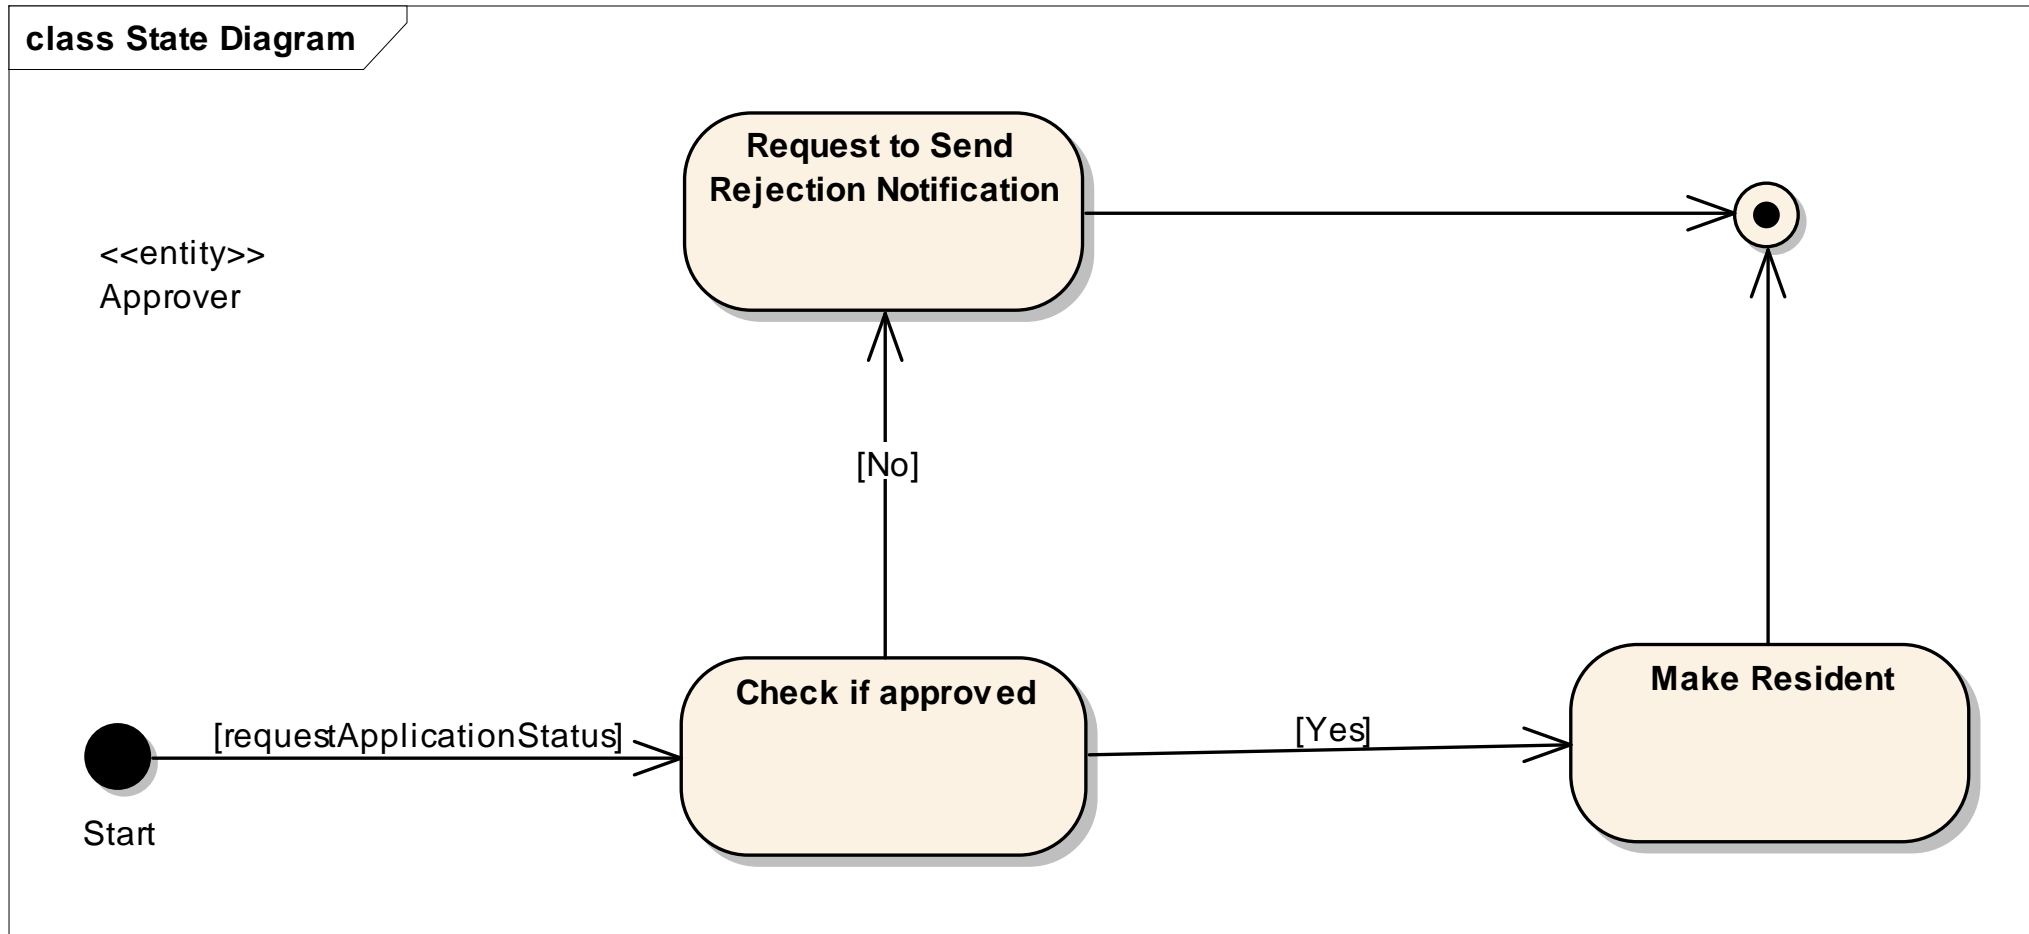 class State Diagram
Request to Send
Rejection Notification
<<entity>>
Approver
[No]
Check if approved
Make Resident
[requestApplicationStatus]
[Yes]
Start